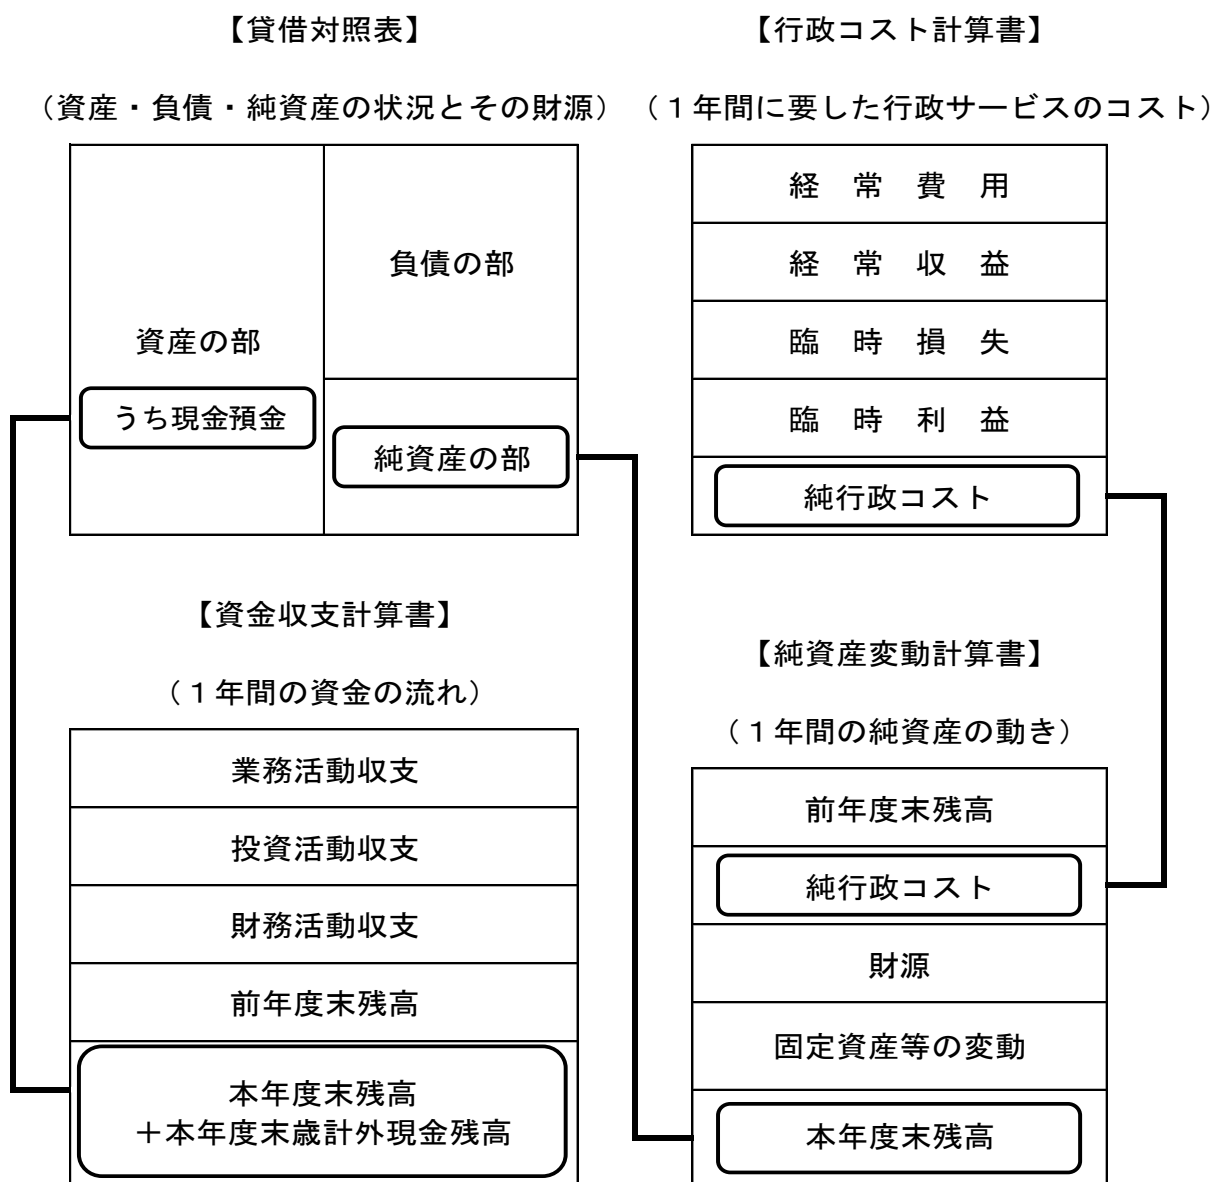 【貸借対照表】
（資産・負債・純資産の状況とその財源）
資産の部
うち現金預金
負債の部
純資産の部
【行政コスト計算書】
（１年間に要した行政サービスのコスト）
経　常　費　用
経　常　収　益
臨　時　損　失
臨　時　利　益
純行政コスト
【資金収支計算書】
（１年間の資金の流れ）
業務活動収支
投資活動収支
財務活動収支
前年度末残高
本年度末残高
＋本年度末歳計外現金残高
【純資産変動計算書】
（１年間の純資産の動き）
前年度末残高
純行政コスト
財源
固定資産等の変動
本年度末残高